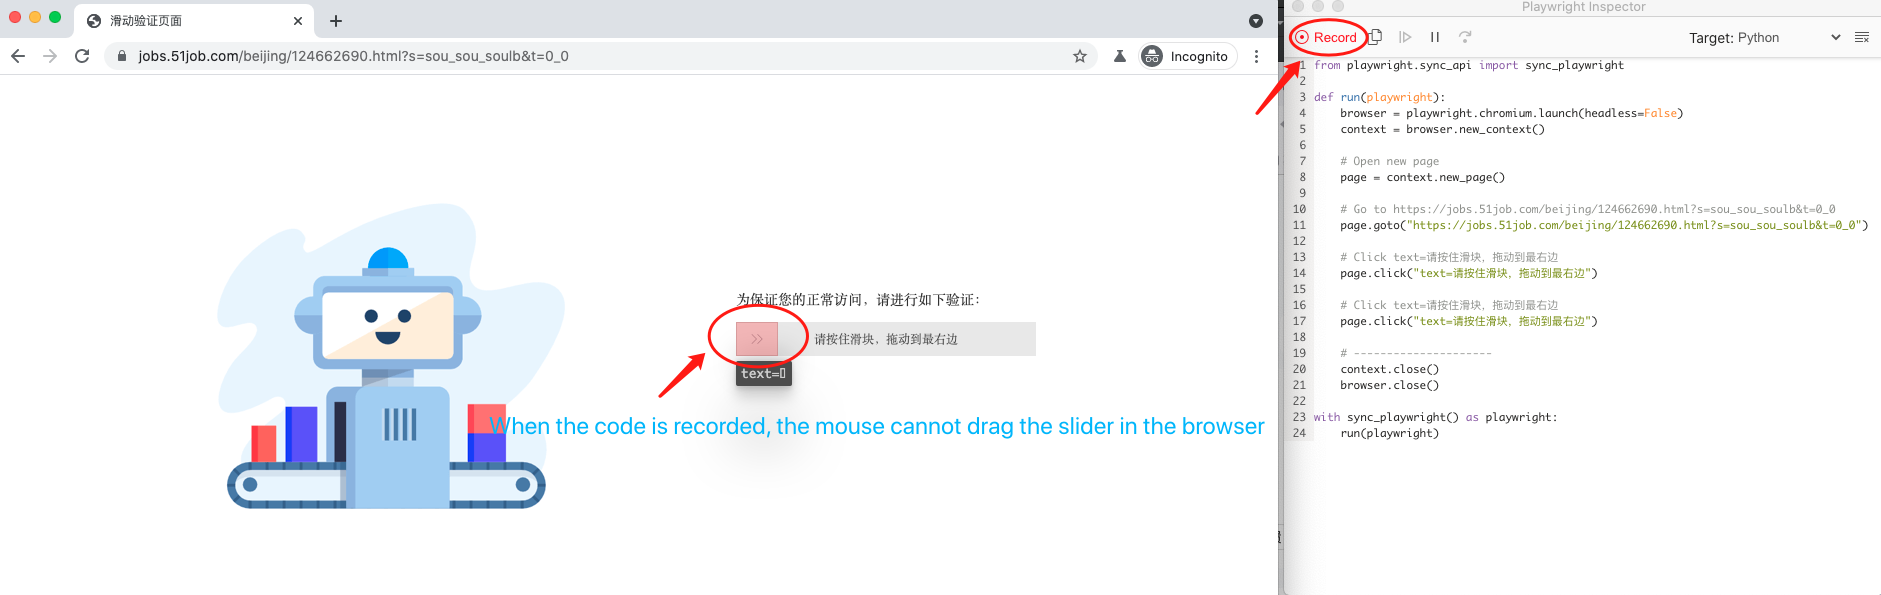 滑动验证页面
jobs.51job.com/beijing/124662690.html?s=sou_sou_soulb&t=0_0
Incognito
为保证您的正常访问，请进行如下验证：
请按住滑块，拖动到最右边
text=▯
When the code is recorded, the mouse cannot drag the slider in the browser
Playwright Inspector
Record
Target: Python
1 from playwright.sync_api import sync_playwright
2
3 def run(playwright):
4 browser = playwright.chromium.launch(headless=False)
5 context = browser.new_context()
6
7 # Open new page
8 page = context.new_page()
9
10 # Go to https://jobs.51job.com/beijing/124662690.html?s=sou_sou_soulb&t=0_0
11 page.goto("https://jobs.51job.com/beijing/124662690.html?s=sou_sou_soulb&t=0_0")
12
13 # Click text=请按住滑块，拖动到最右边
14 page.click("text=请按住滑块，拖动到最右边")
15
16 # Click text=请按住滑块，拖动到最右边
17 page.click("text=请按住滑块，拖动到最右边")
18
19 # ---------------------
20 context.close()
21 browser.close()
22
23 with sync_playwright() as playwright:
24 run(playwright)